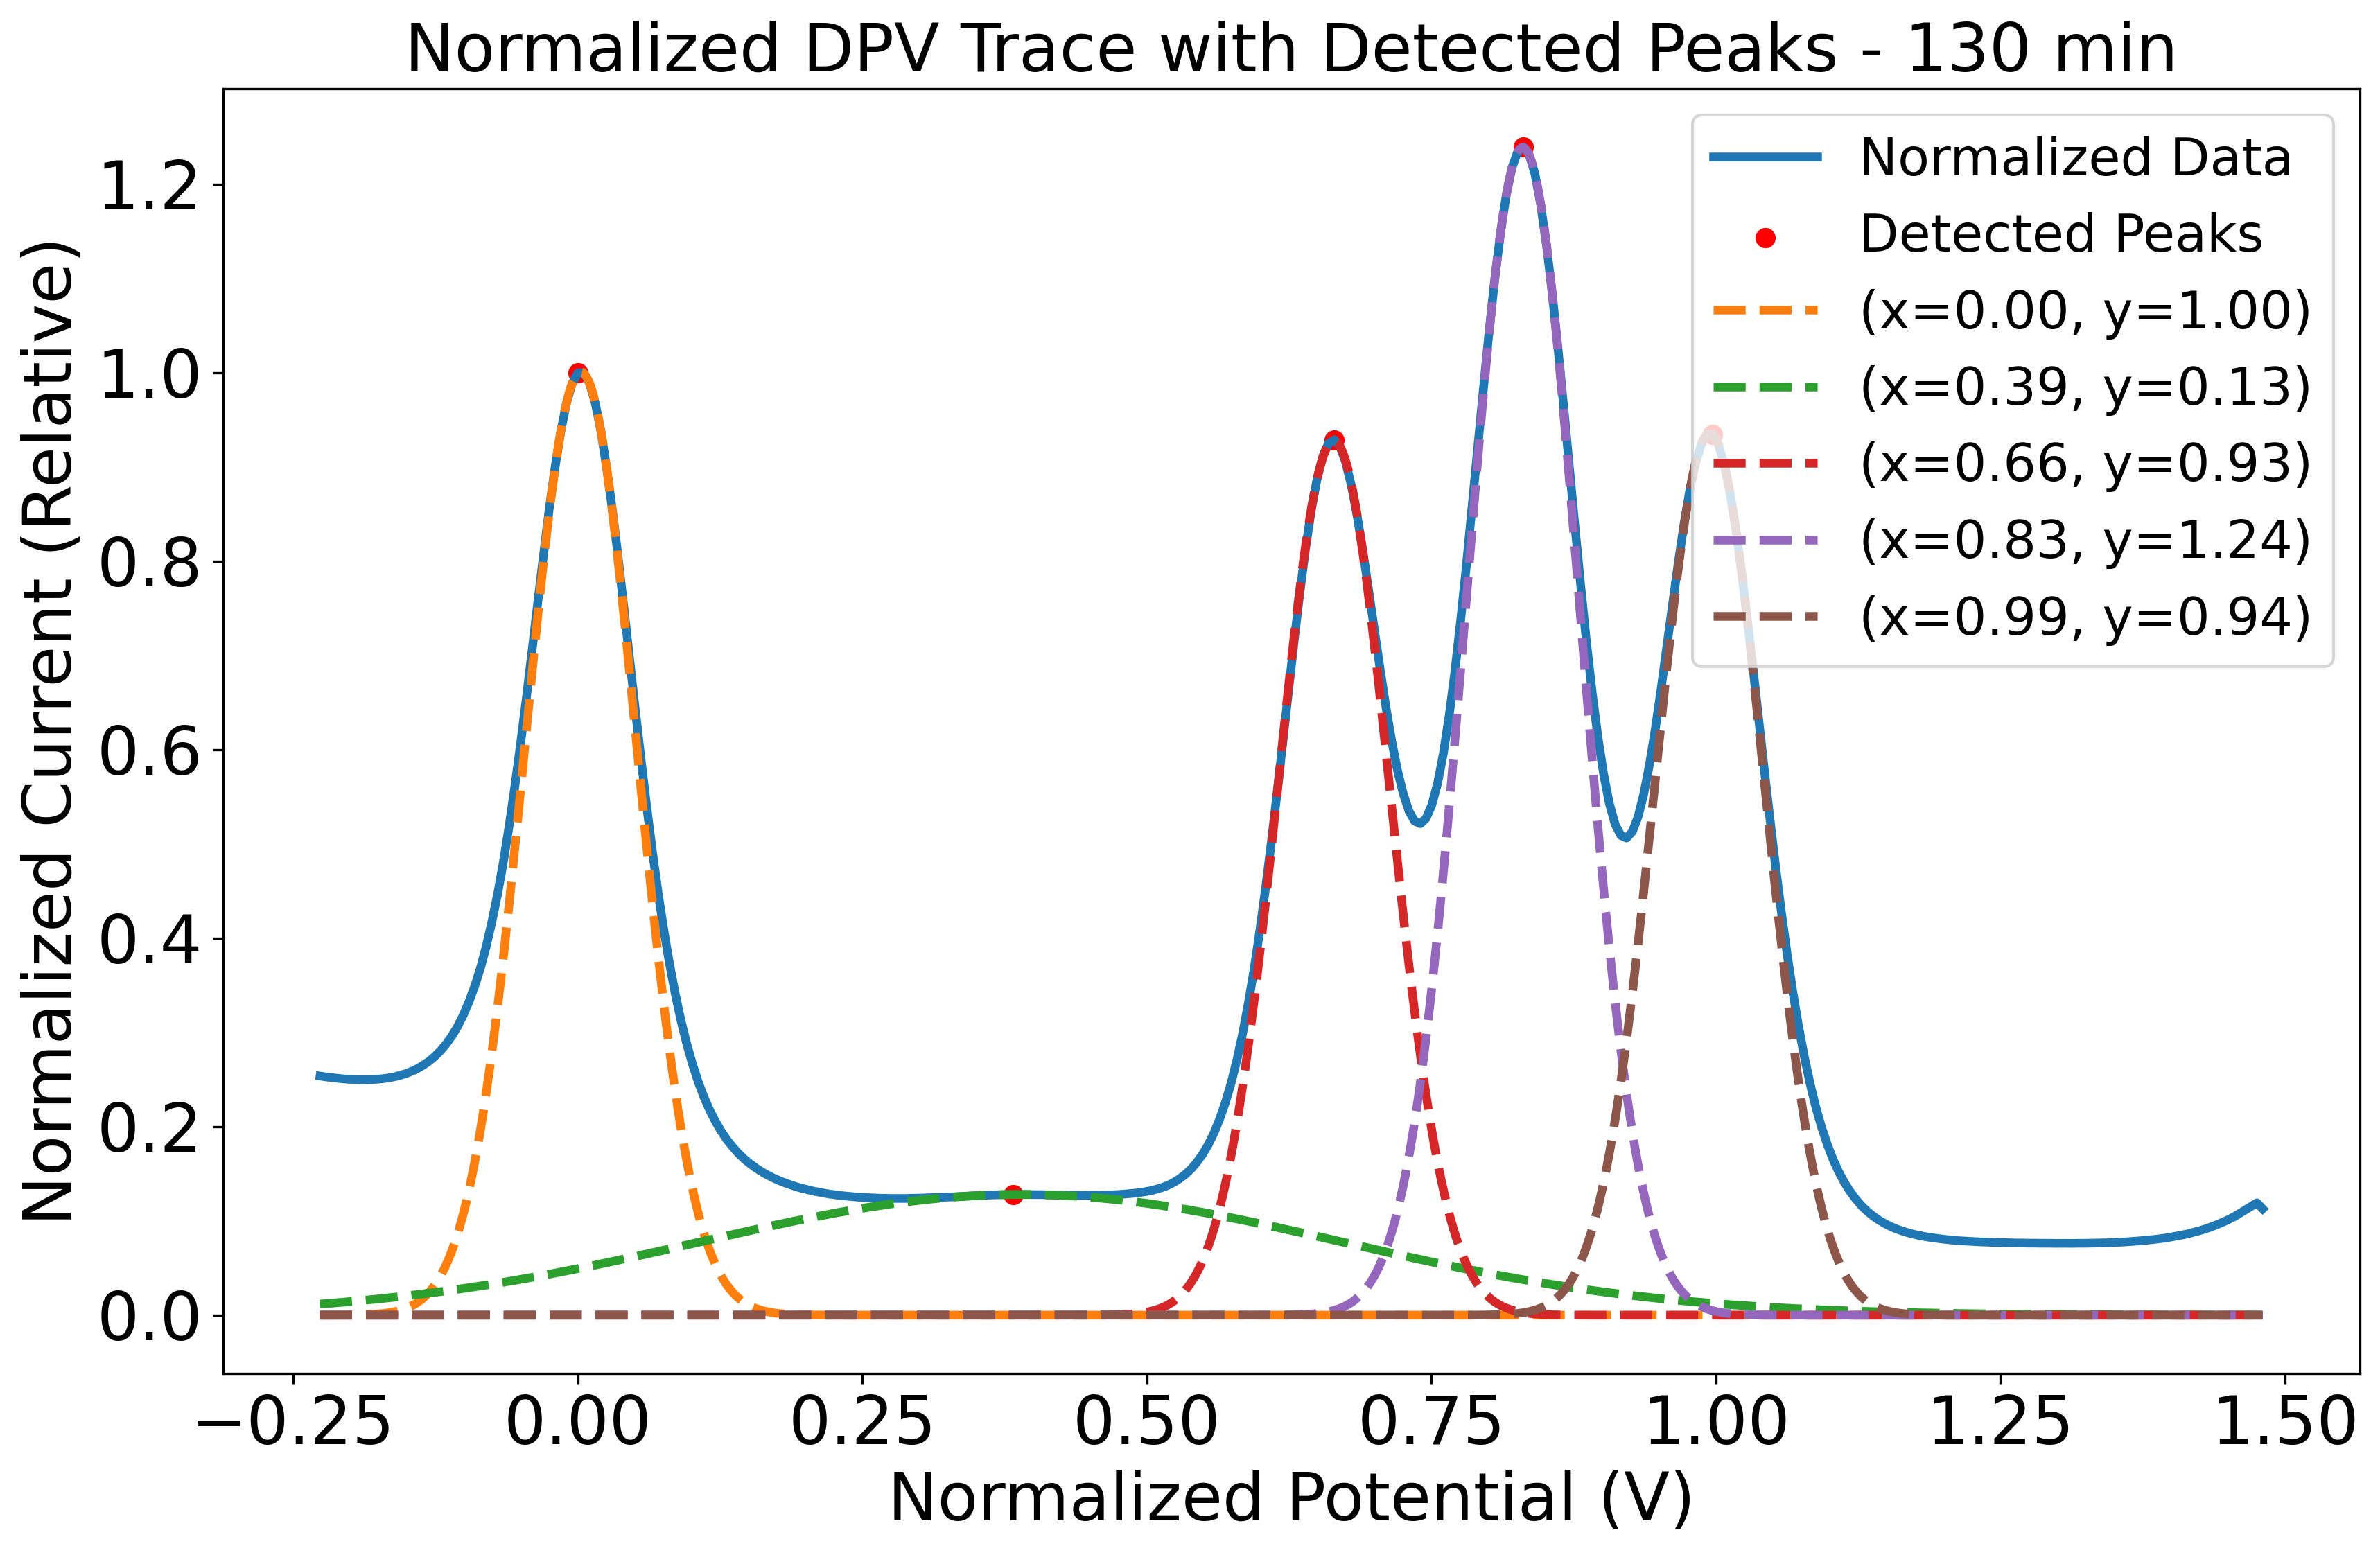 Normalized DPV Trace with Detected Peaks - 130 min
Normalized Current (Relative)
1.2
1.0
0.8
0.6
0.4
0.2
0.0
Normalized Data
Detected Peaks
(x=0.00, y=1.00)
(x=0.39, y=0.13)
(x=0.66, y=0.93)
(x=0.83, y=1.24)
(x=0.99, y=0.94)
−0.25 0.00 0.25 0.50 0.75 1.00 1.25 1.50
Normalized Potential (V)